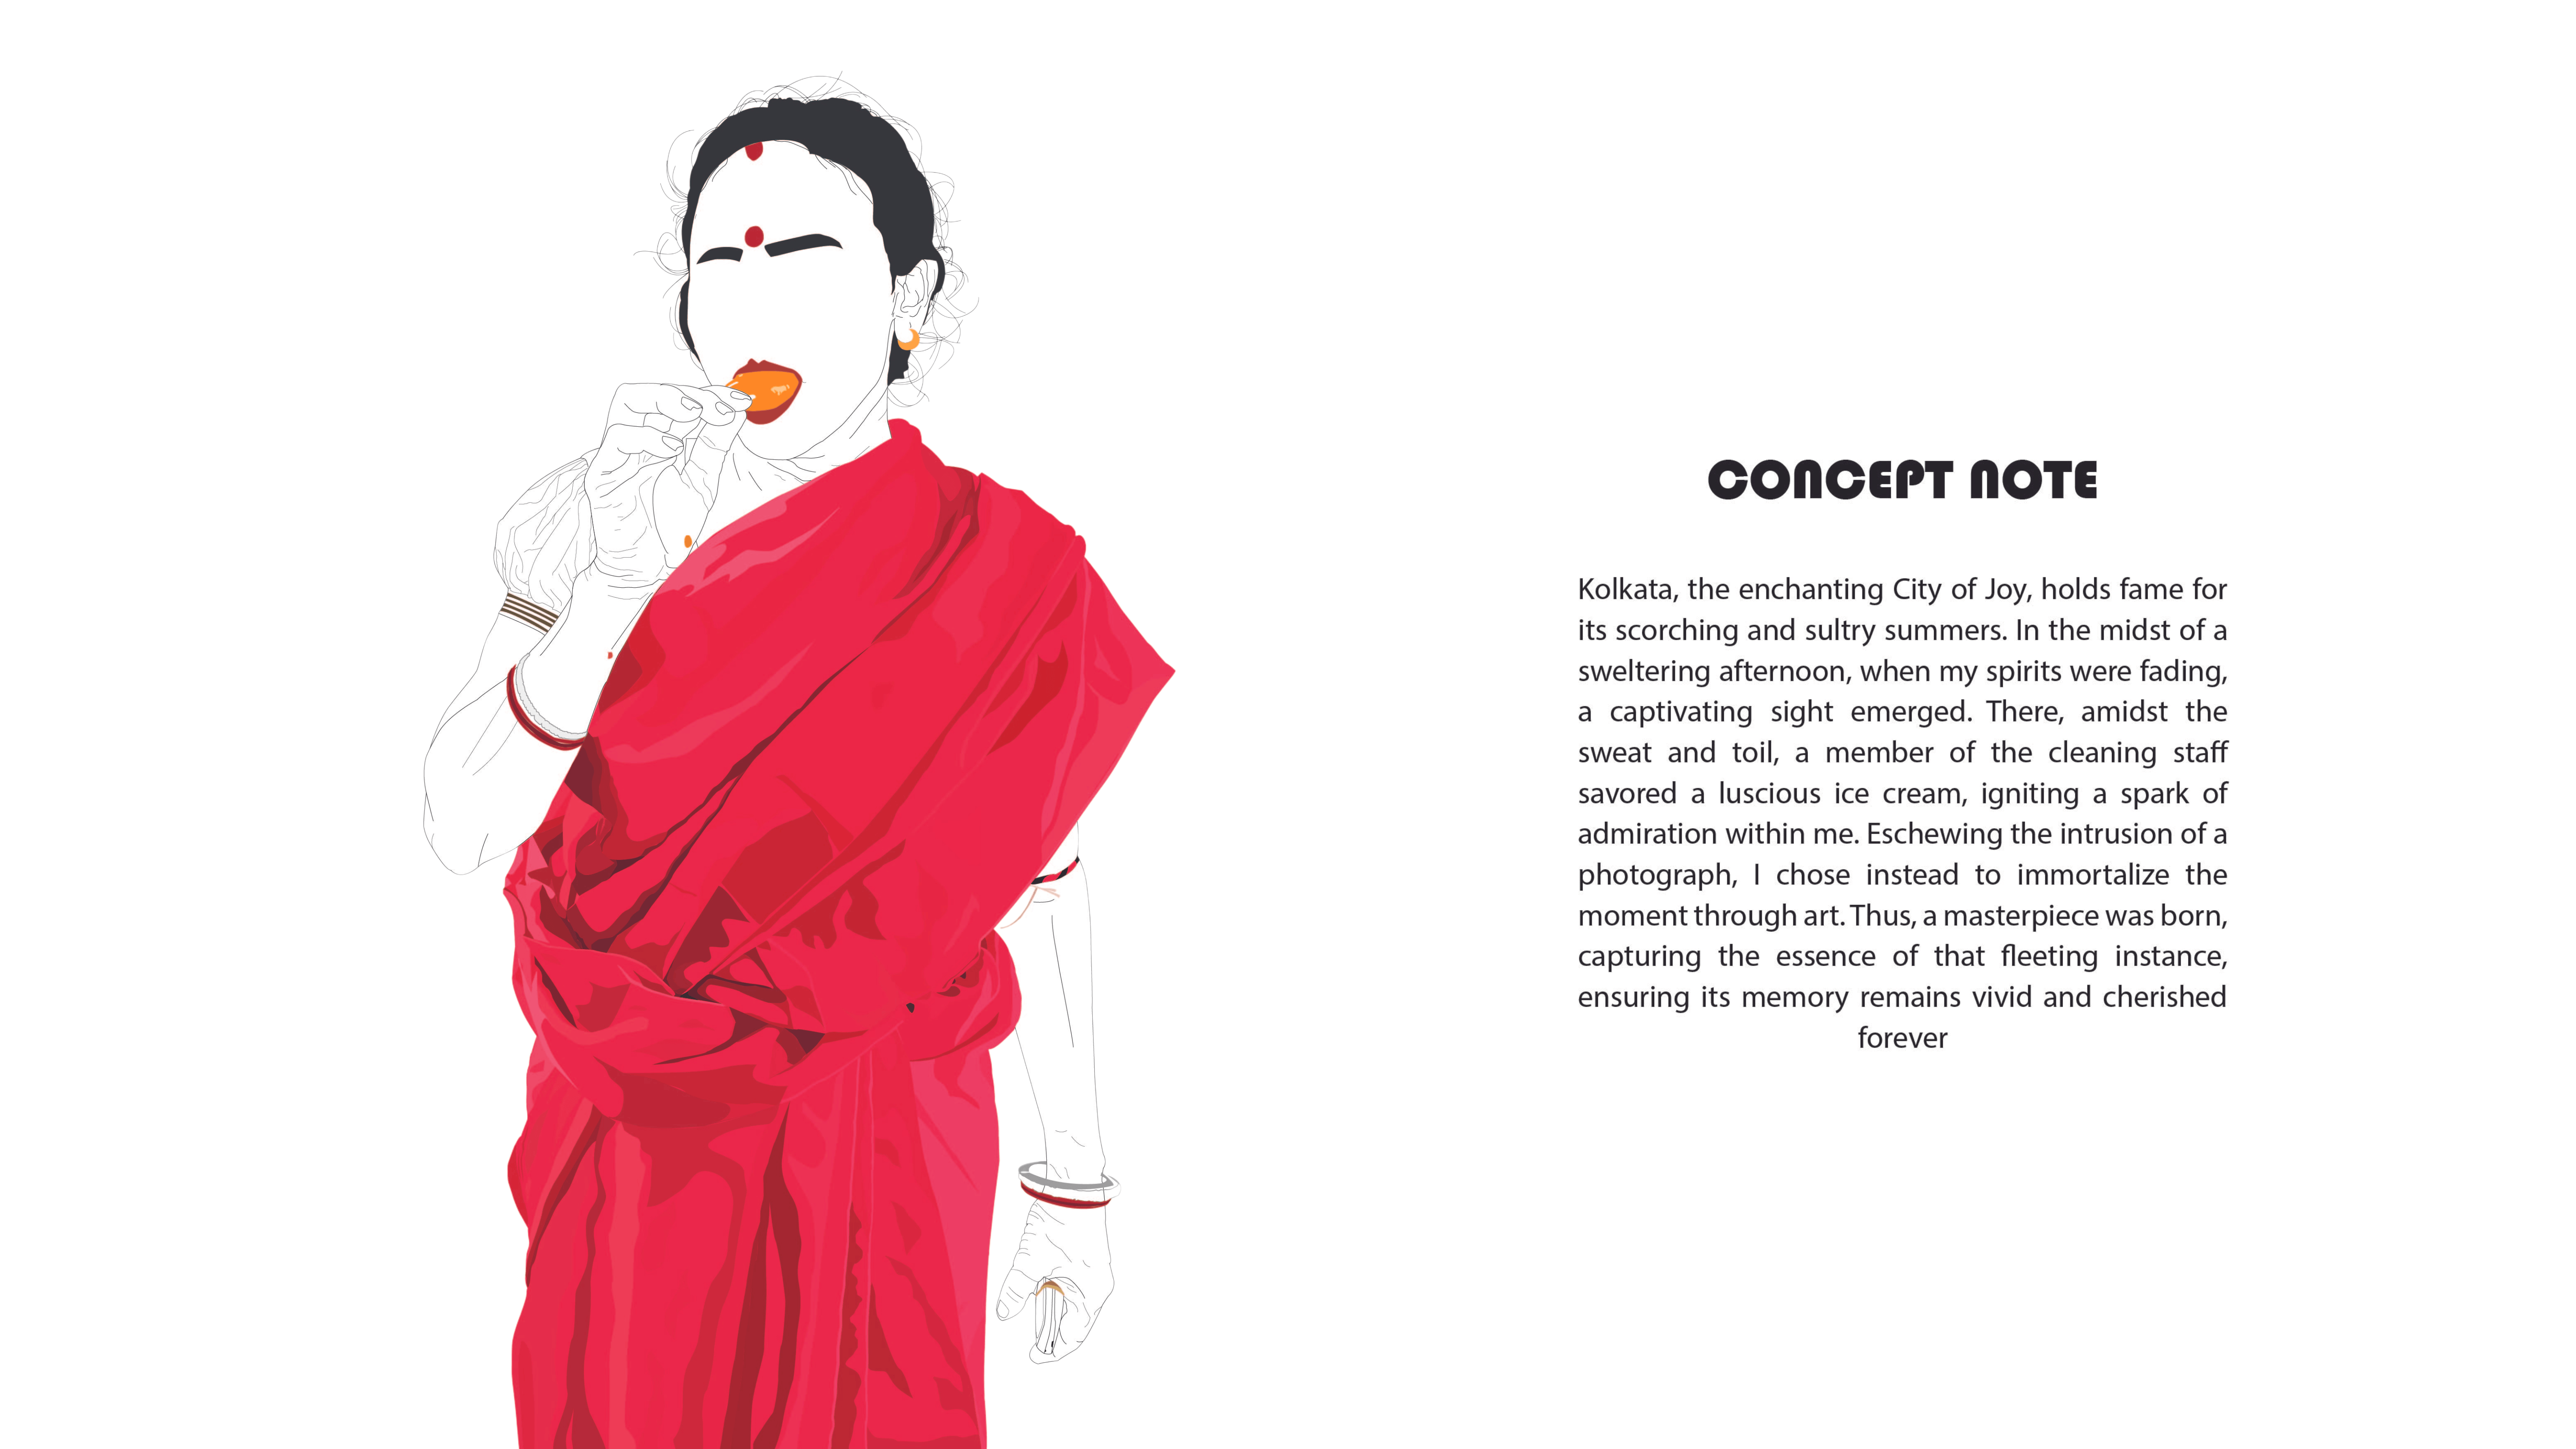 CONCEPT NOTE
Kolkata, the enchanting City of Joy, holds fame for
its scorching and sultry summers. In the midst of a
sweltering afternoon, when my spirits were fading,
a captivating sight emerged. There, amidst the
sweat and toil, a member of the cleaning staff
savored a luscious ice cream, igniting a spark of
admiration within me. Eschewing the intrusion of a
photograph, I chose instead to immortalize the
moment through art. Thus, a masterpiece was born,
capturing the essence of that fleeting instance,
ensuring its memory remains vivid and cherished
forever